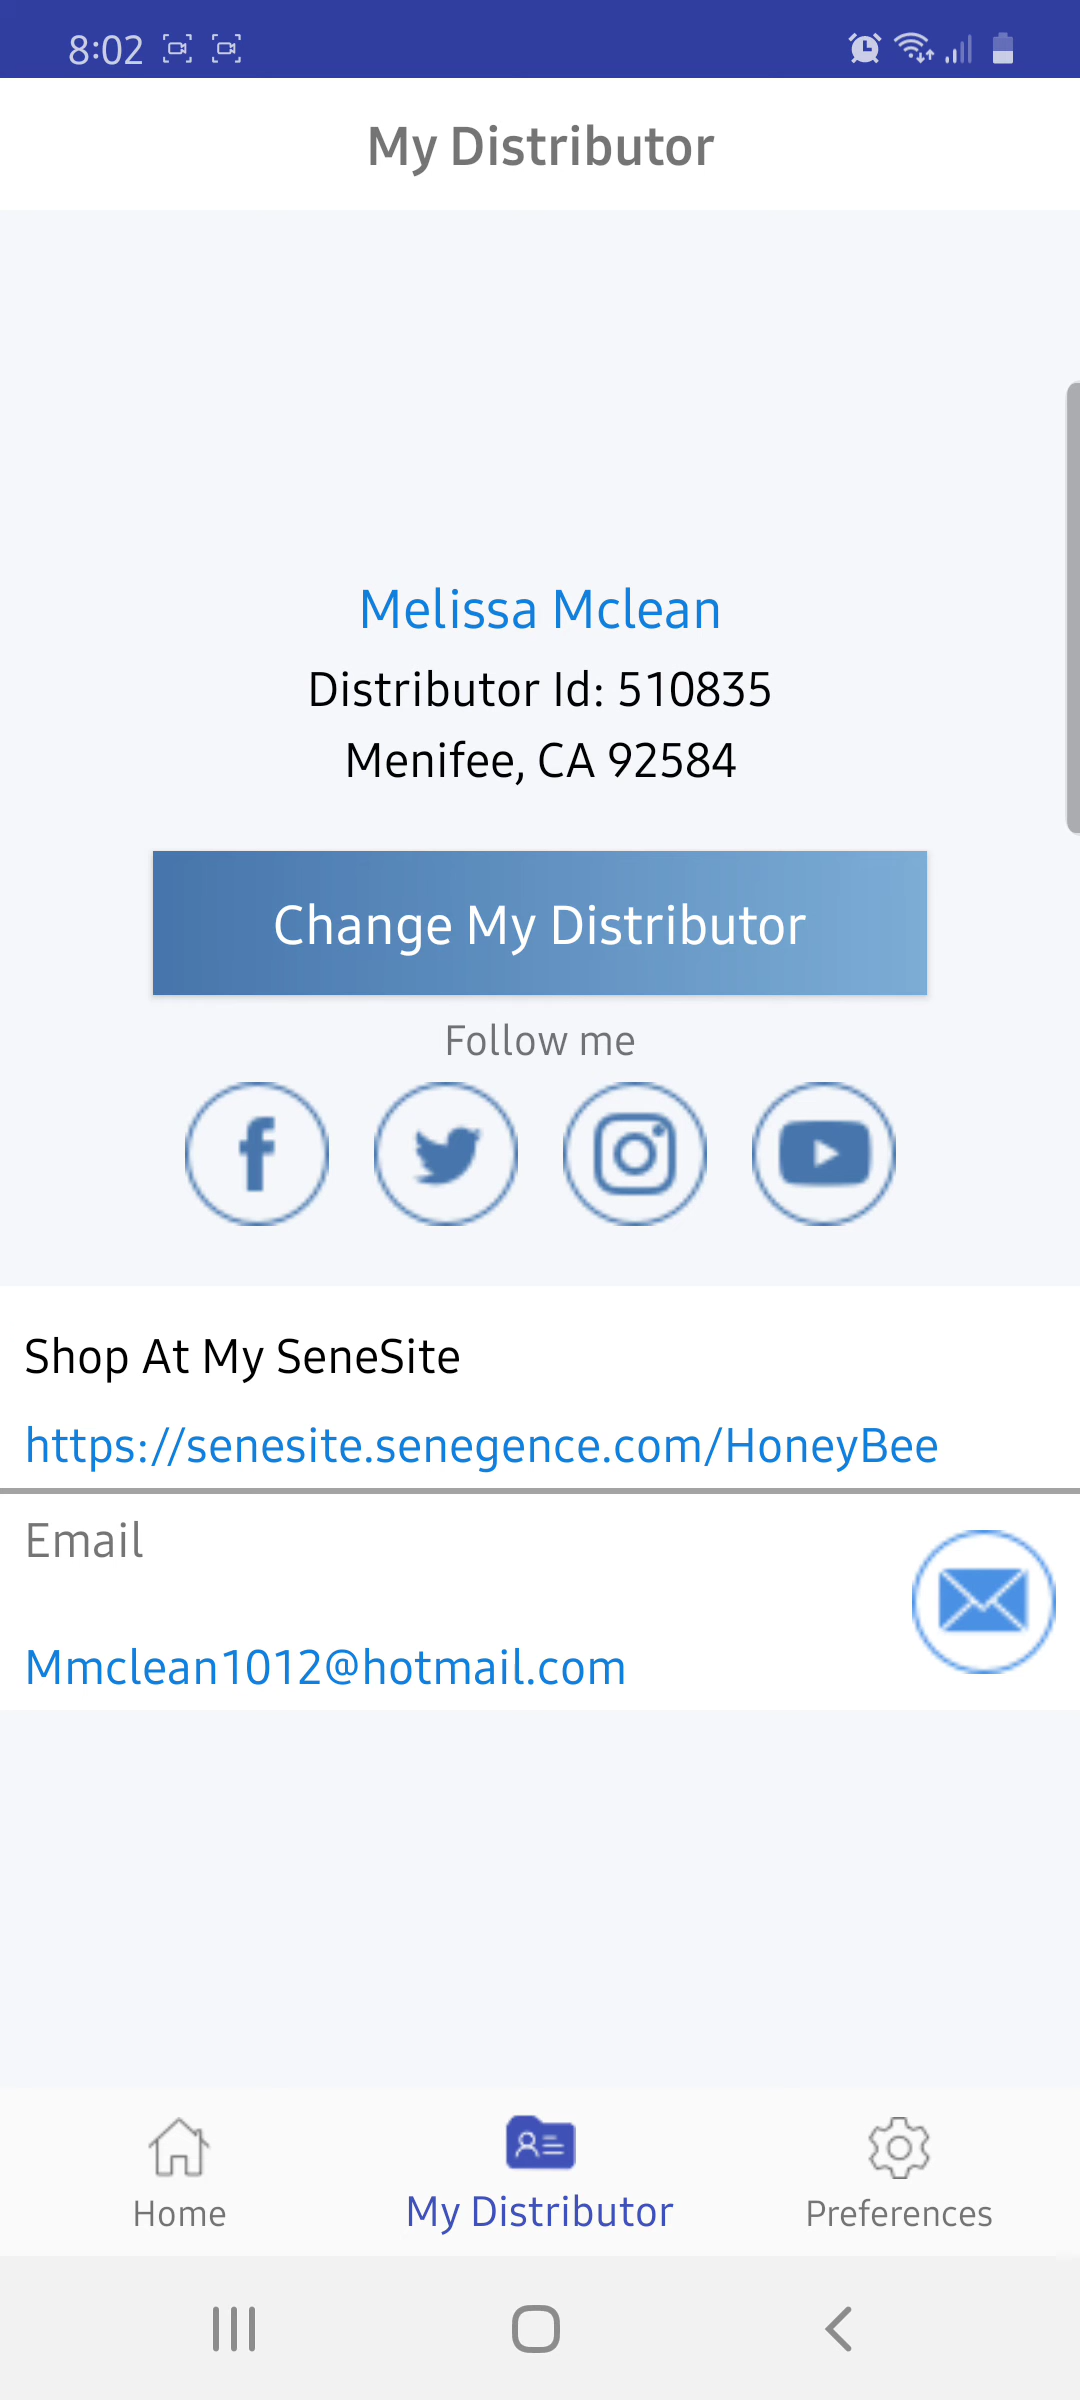 8:02
My Distributor
Melissa Mclean
Distributor Id: 510835
Menifee, CA 92584
Change My Distributor
Follow me
Shop At My SeneSite
https://senesite.senegence.com/HoneyBee
Email
Mmclean1012@hotmail.com
Home
My Distributor
Preferences